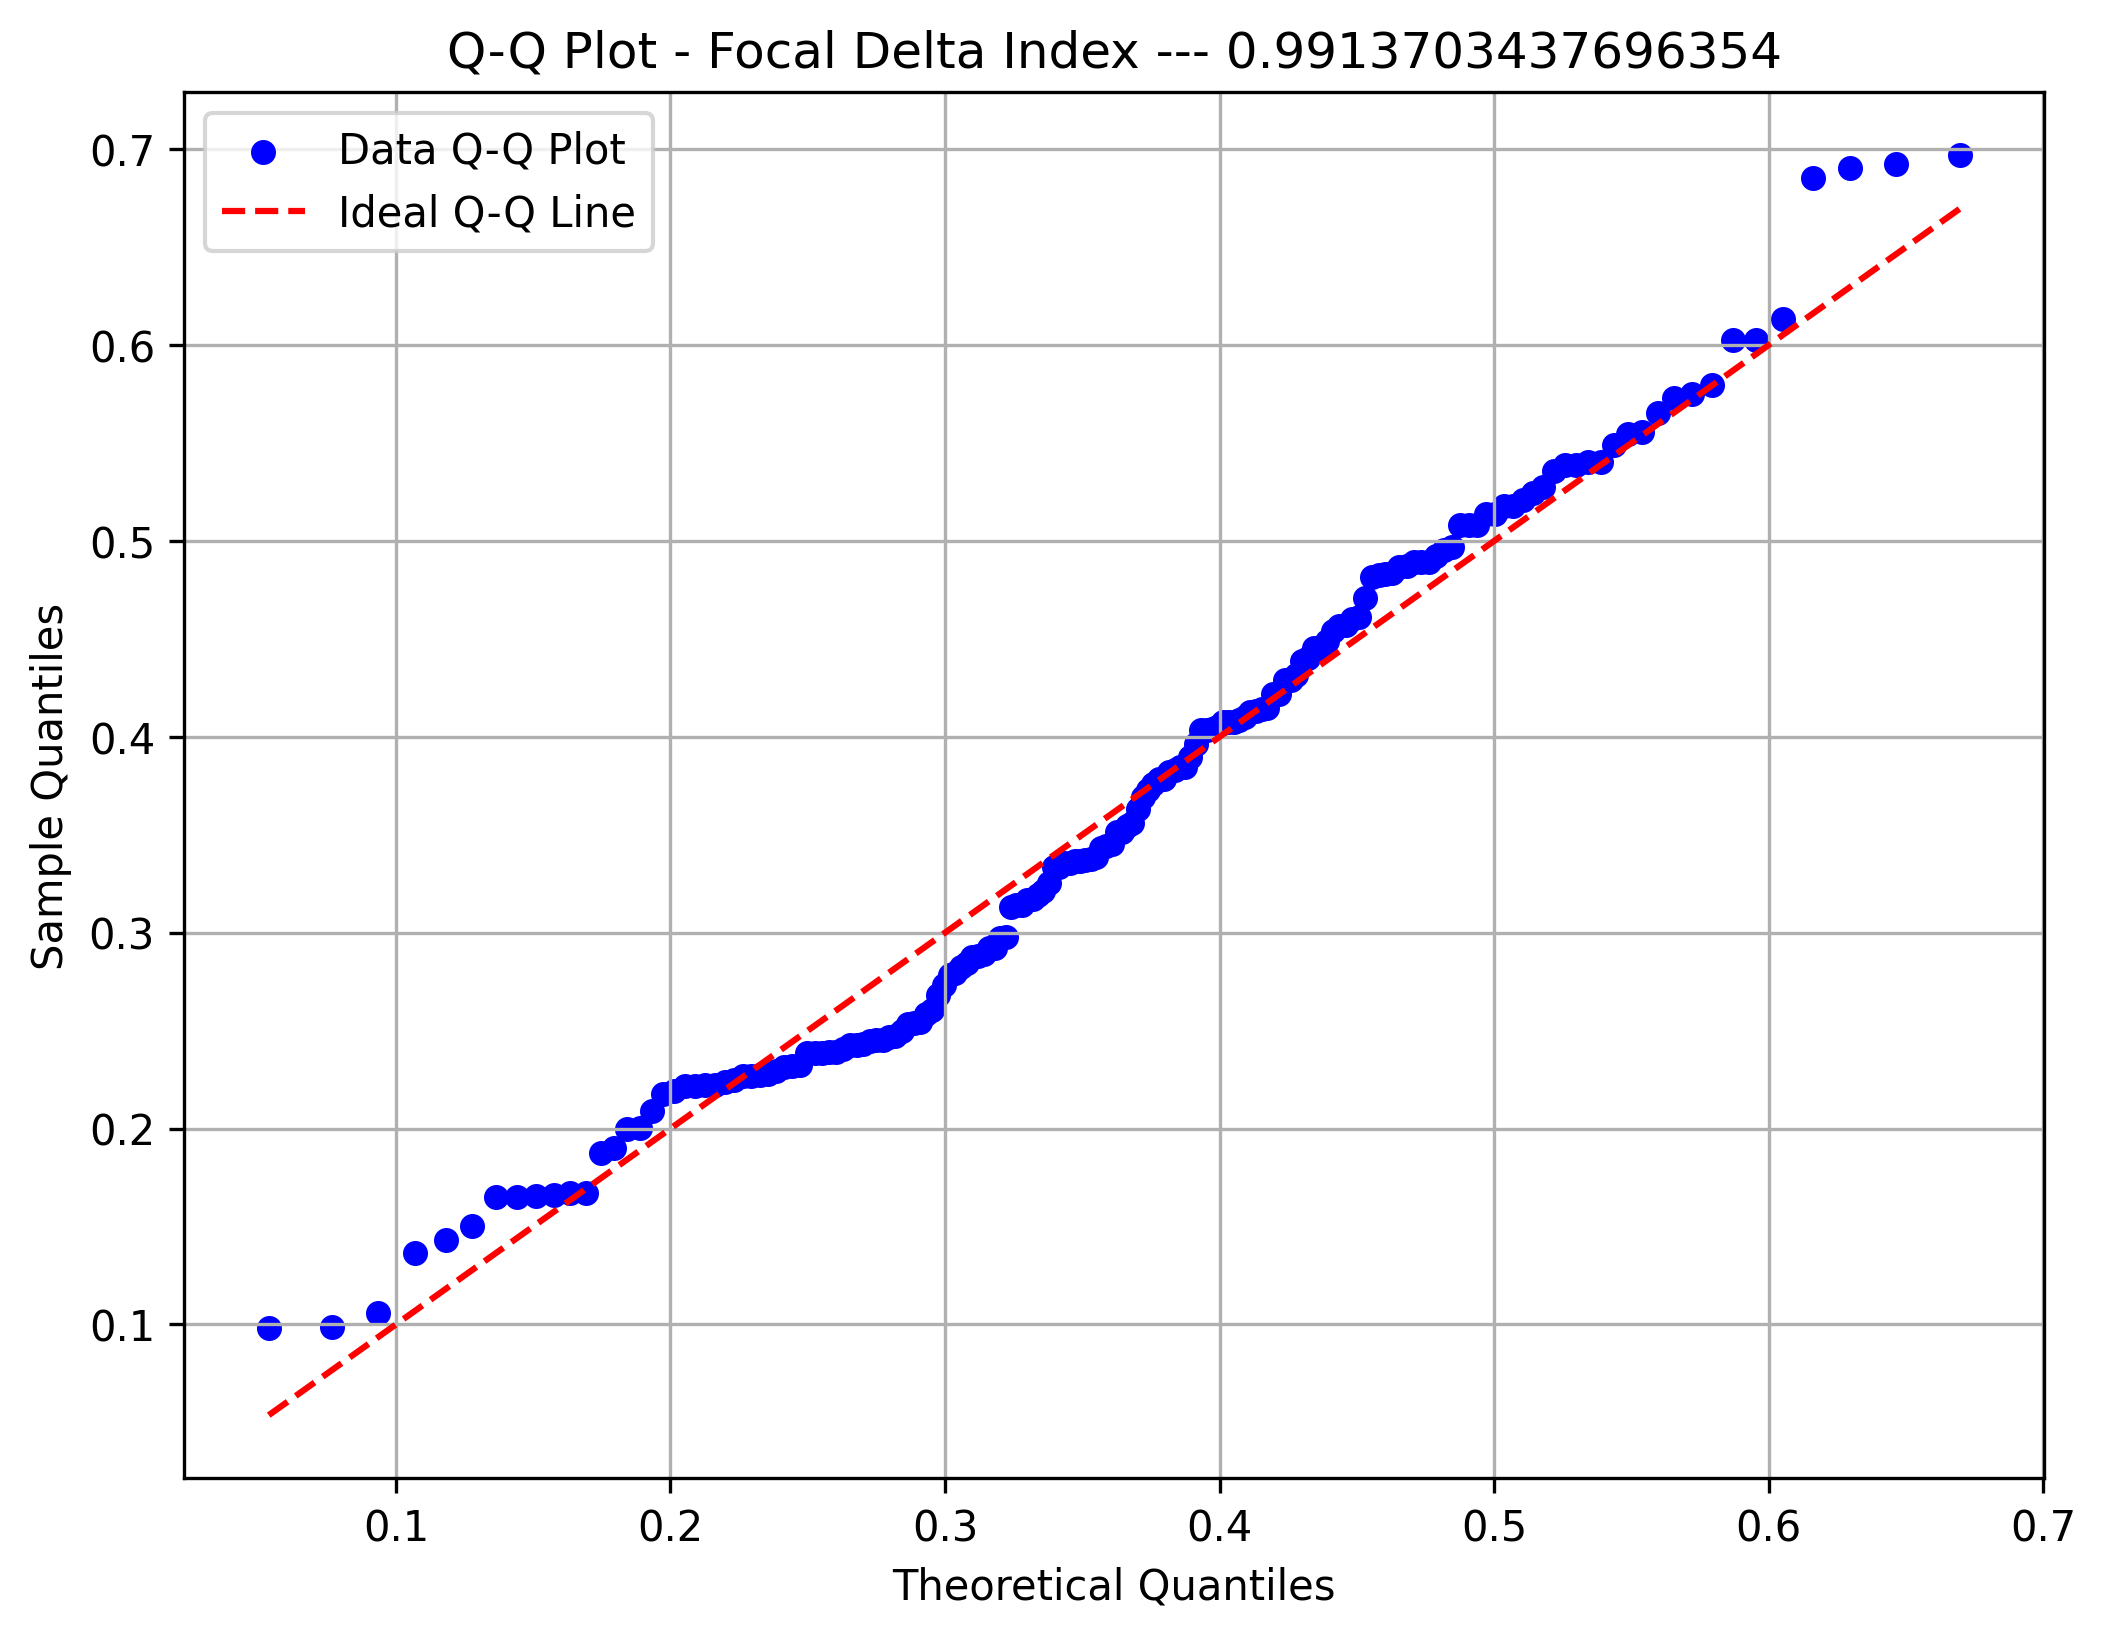 Q-Q Plot - Focal Delta Index --- 0.9913703437696354
Data Q-Q Plot
Ideal Q-Q Line
0.7
0.6
0.5
0.4
0.3
0.2
0.1
Sample Quantiles
0.1
0.2
0.3
0.4
0.5
0.6
0.7
Theoretical Quantiles